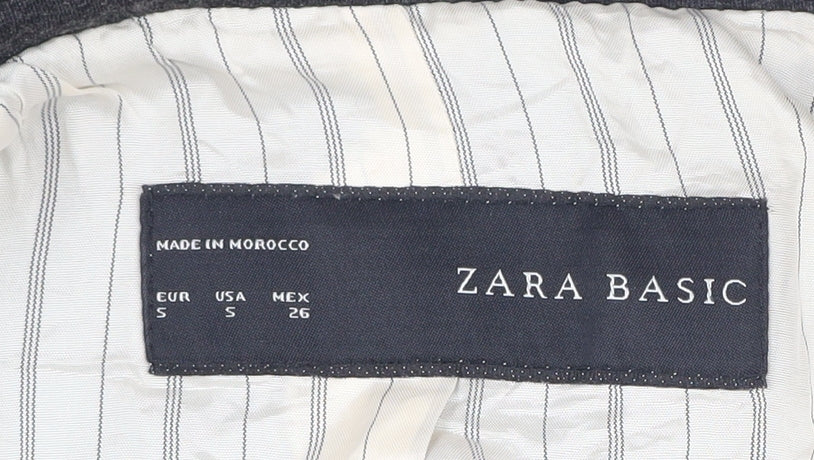 MADE IN MOROCCO
EUR USA MEX
S S 26
ZARA BASIC